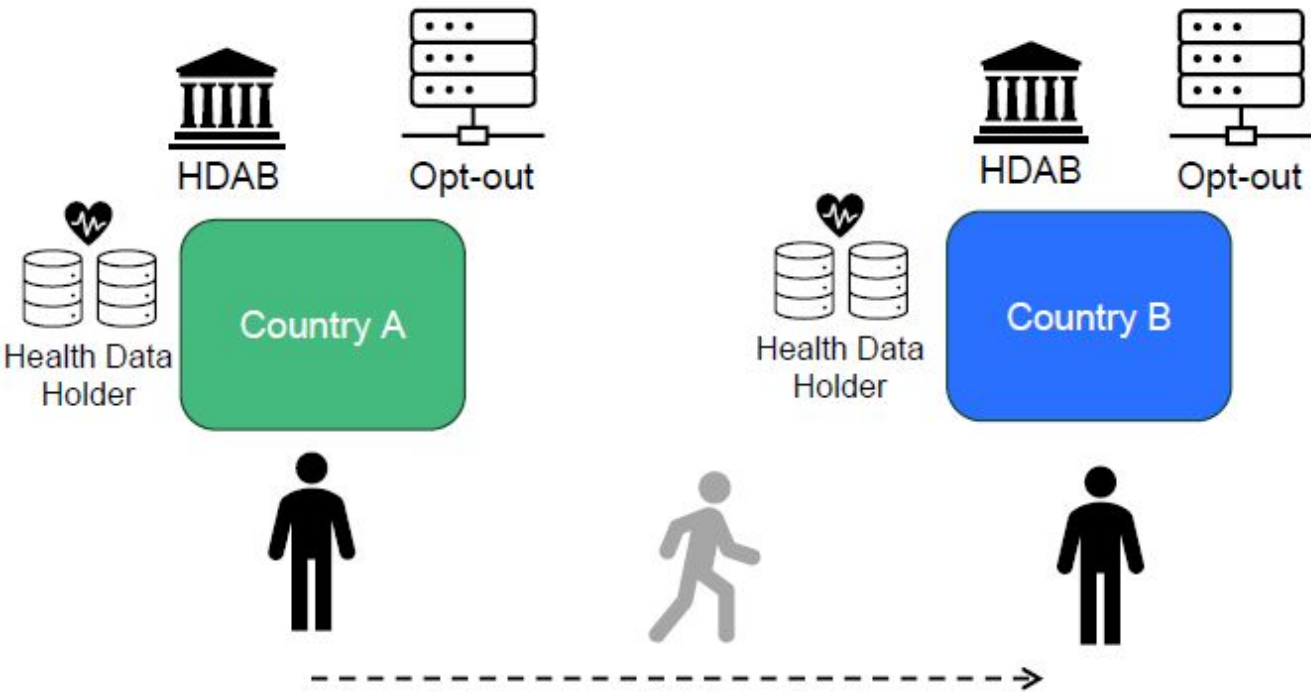 HDAB
Opt-out
Health Data
Holder
Country A
HDAB
Opt-out
Health Data
Holder
Country B